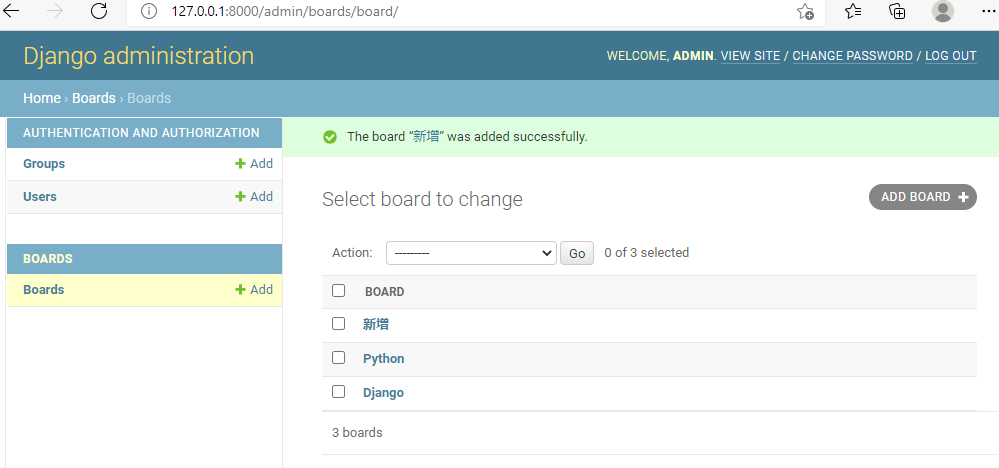 127.0.0.1:8000/admin/boards/board/
Django administration
WELCOME, ADMIN. VIEW SITE / CHANGE PASSWORD / LOG OUT
Home › Boards › Boards
AUTHENTICATION AND AUTHORIZATION
Groups + Add
Users + Add
BOARDS
Boards + Add
The board “新增” was added successfully.
Select board to change
ADD BOARD +
Action: --------- Go 0 of 3 selected
BOARD
新增
Python
Django
3 boards